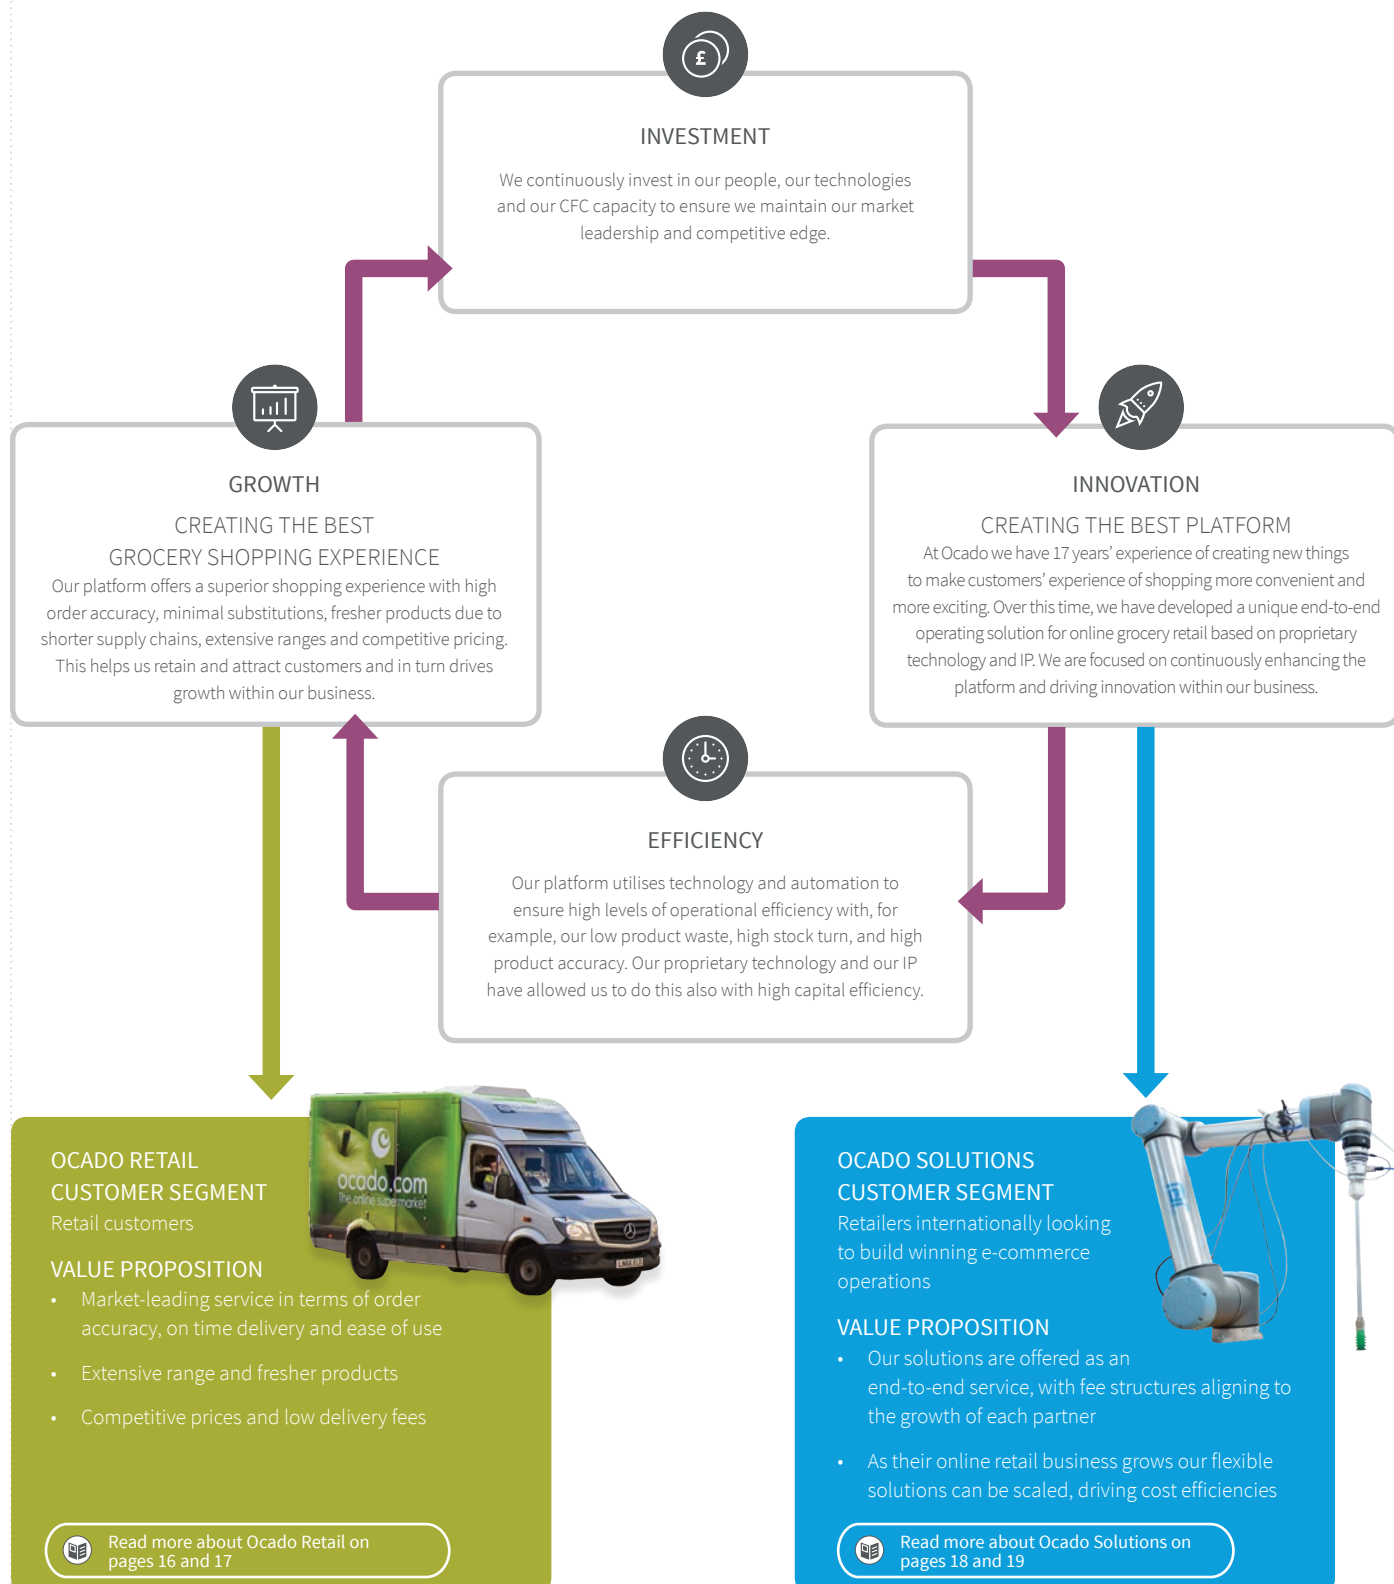 £
INVESTMENT
We continuously invest in our people, our technologies
and our CFC capacity to ensure we maintain our market
leadership and competitive edge.
GROWTH
CREATING THE BEST
GROCERY SHOPPING EXPERIENCE
Our platform offers a superior shopping experience with high
order accuracy, minimal substitutions, fresher products due to
shorter supply chains, extensive ranges and competitive pricing.
This helps us retain and attract customers and in turn drives
growth within our business.
INNOVATION
CREATING THE BEST PLATFORM
At Ocado we have 17 years’ experience of creating new things
to make customers’ experience of shopping more convenient and
more exciting. Over this time, we have developed a unique end-to-end
operating solution for online grocery retail based on proprietary
technology and IP. We are focused on continuously enhancing the
platform and driving innovation within our business.
EFFICIENCY
Our platform utilises technology and automation to
ensure high levels of operational efficiency with, for
example, our low product waste, high stock turn, and high
product accuracy. Our proprietary technology and our IP
have allowed us to do this also with high capital efficiency.
OCADO RETAIL
CUSTOMER SEGMENT
Retail customers
VALUE PROPOSITION
• Market-leading service in terms of order
accuracy, on time delivery and ease of use
• Extensive range and fresher products
• Competitive prices and low delivery fees
Read more about Ocado Retail on
pages 16 and 17
ocado.com
The online supermarket
OCADO SOLUTIONS
CUSTOMER SEGMENT
Retailers internationally looking
to build winning e-commerce
operations
VALUE PROPOSITION
• Our solutions are offered as an
end-to-end service, with fee structures aligning to
the growth of each partner
• As their online retail business grows our flexible
solutions can be scaled, driving cost efficiencies
Read more about Ocado Solutions on
pages 18 and 19